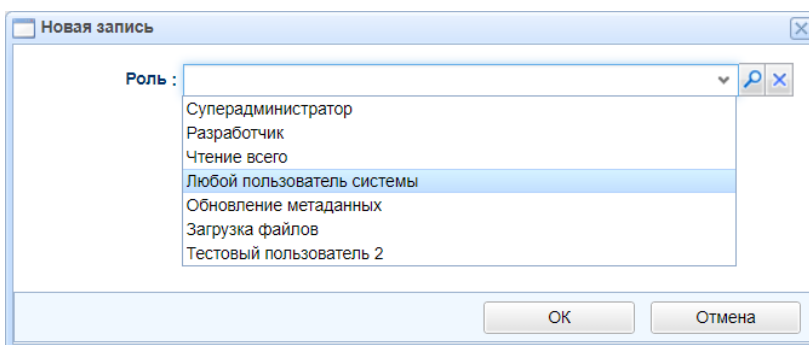 Новая запись
Роль :
Суперадминистратор
Разработчик
Чтение всего
Любой пользователь системы
Обновление метаданных
Загрузка файлов
Тестовый пользователь 2
ОК Отмена